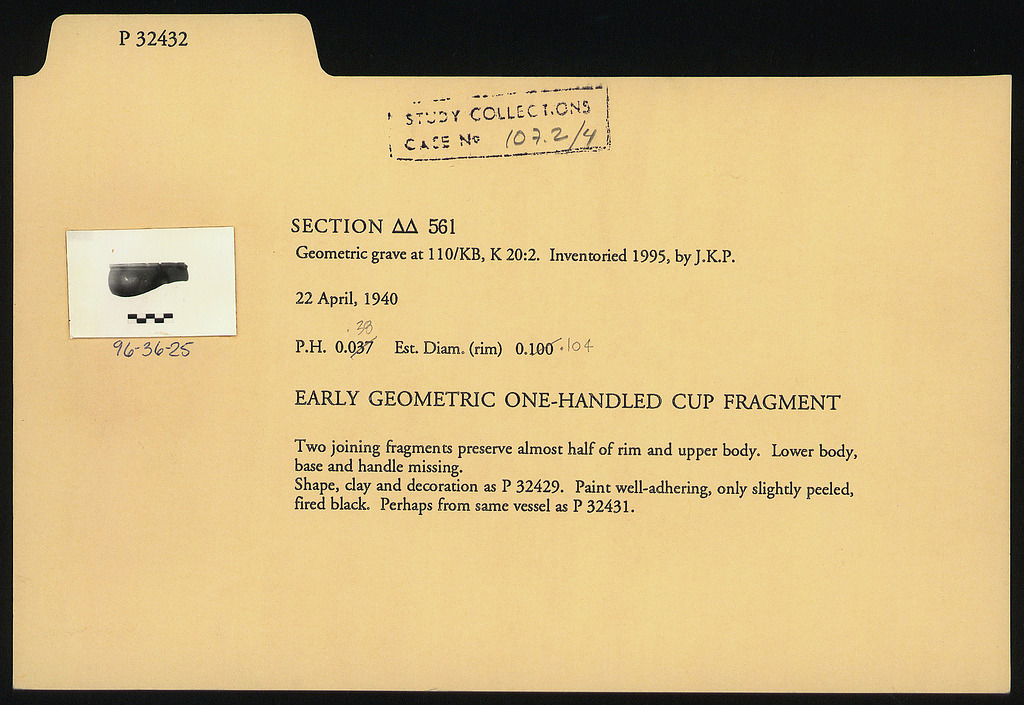 P 32432
STUDY COLLECTIONS
CASE No 107.2/4
SECTION ΔΔ 561
Geometric grave at 110/KB, K 20:2. Inventoried 1995, by J.K.P.
22 April, 1940
.38
P.H. 0.037 Est. Diam. (rim) 0.100 .104
96-36-25
EARLY GEOMETRIC ONE-HANDLED CUP FRAGMENT
Two joining fragments preserve almost half of rim and upper body. Lower body,
base and handle missing.
Shape, clay and decoration as P 32429. Paint well-adhering, only slightly peeled,
fired black. Perhaps from same vessel as P 32431.